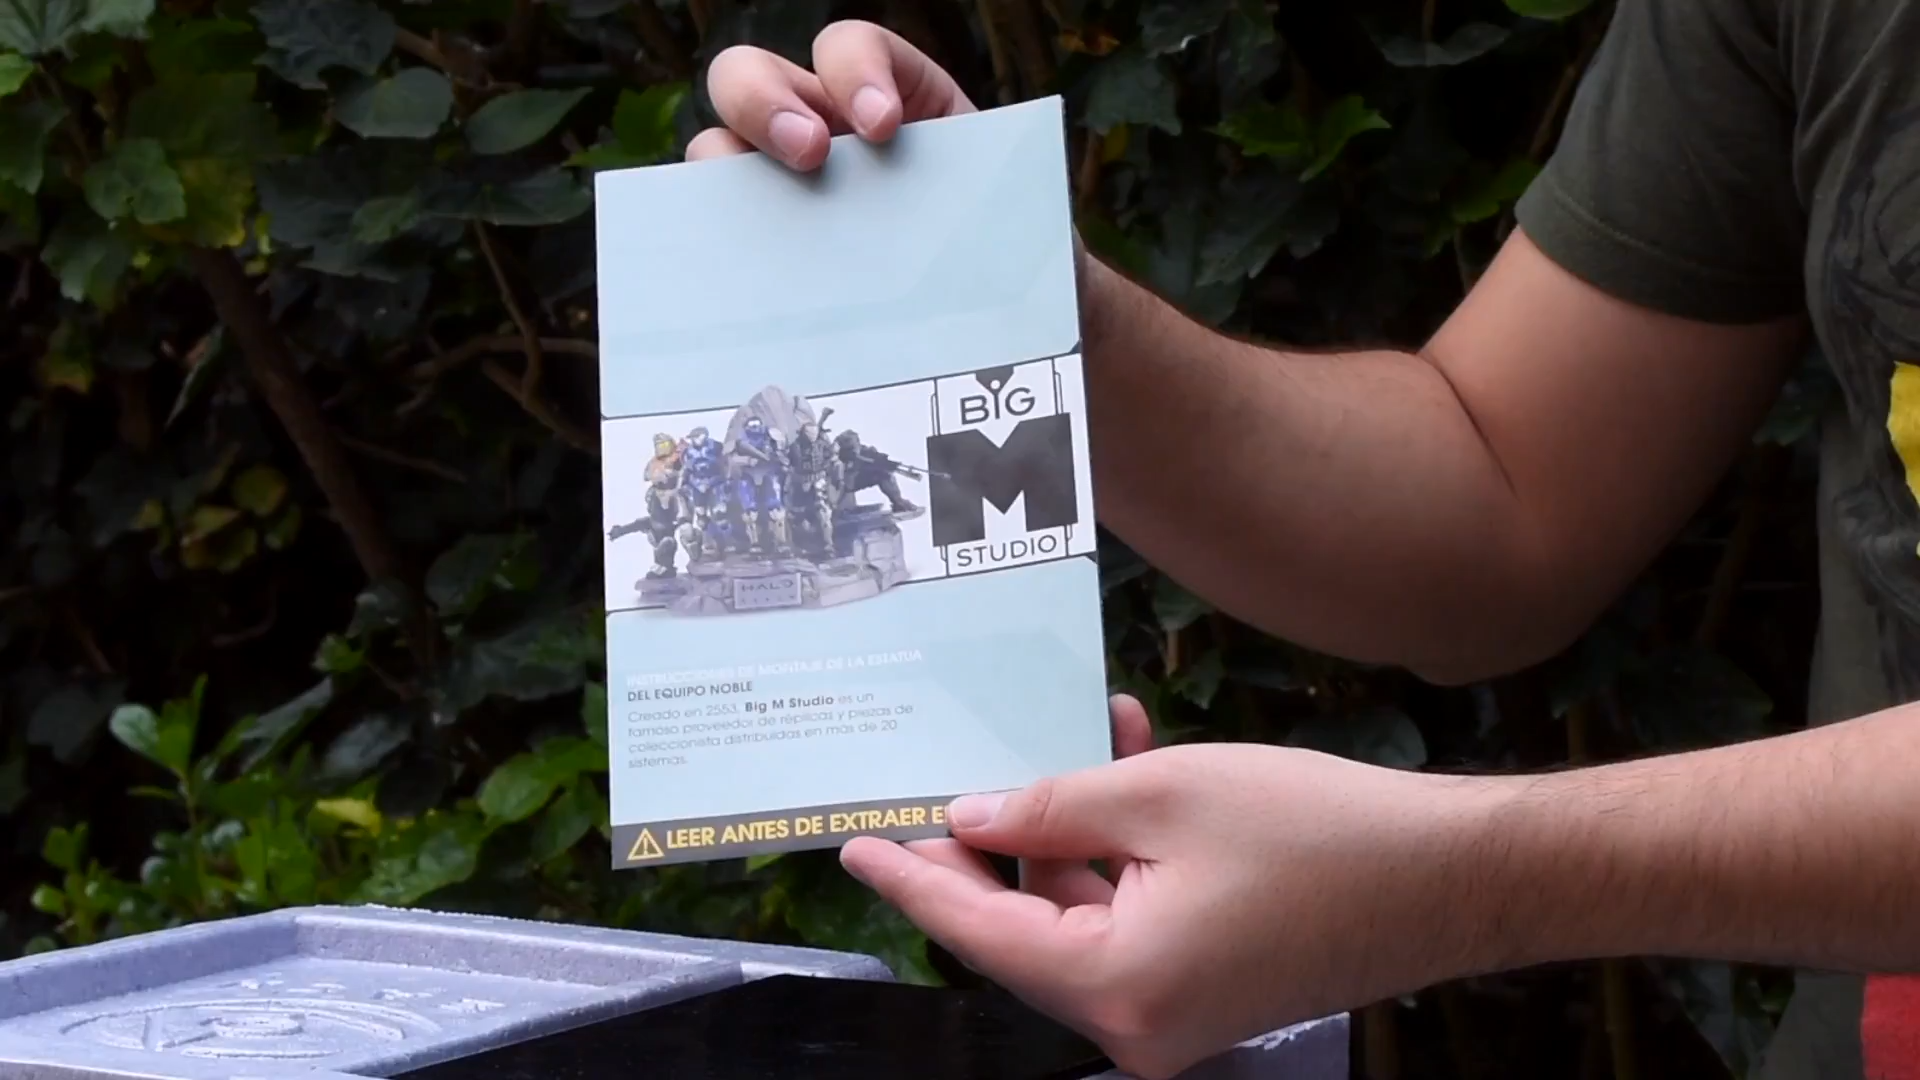 BIG
M
STUDIO
HALO
INSTRUCCIONES DE MONTAJE DE LA ESTATUA
DEL EQUIPO NOBLE
Creado en 2553, Big M Studio es un
famoso proveedor de réplicas y piezas de
coleccionista distribuidas en más de 20
sistemas.
LEER ANTES DE EXTRAER